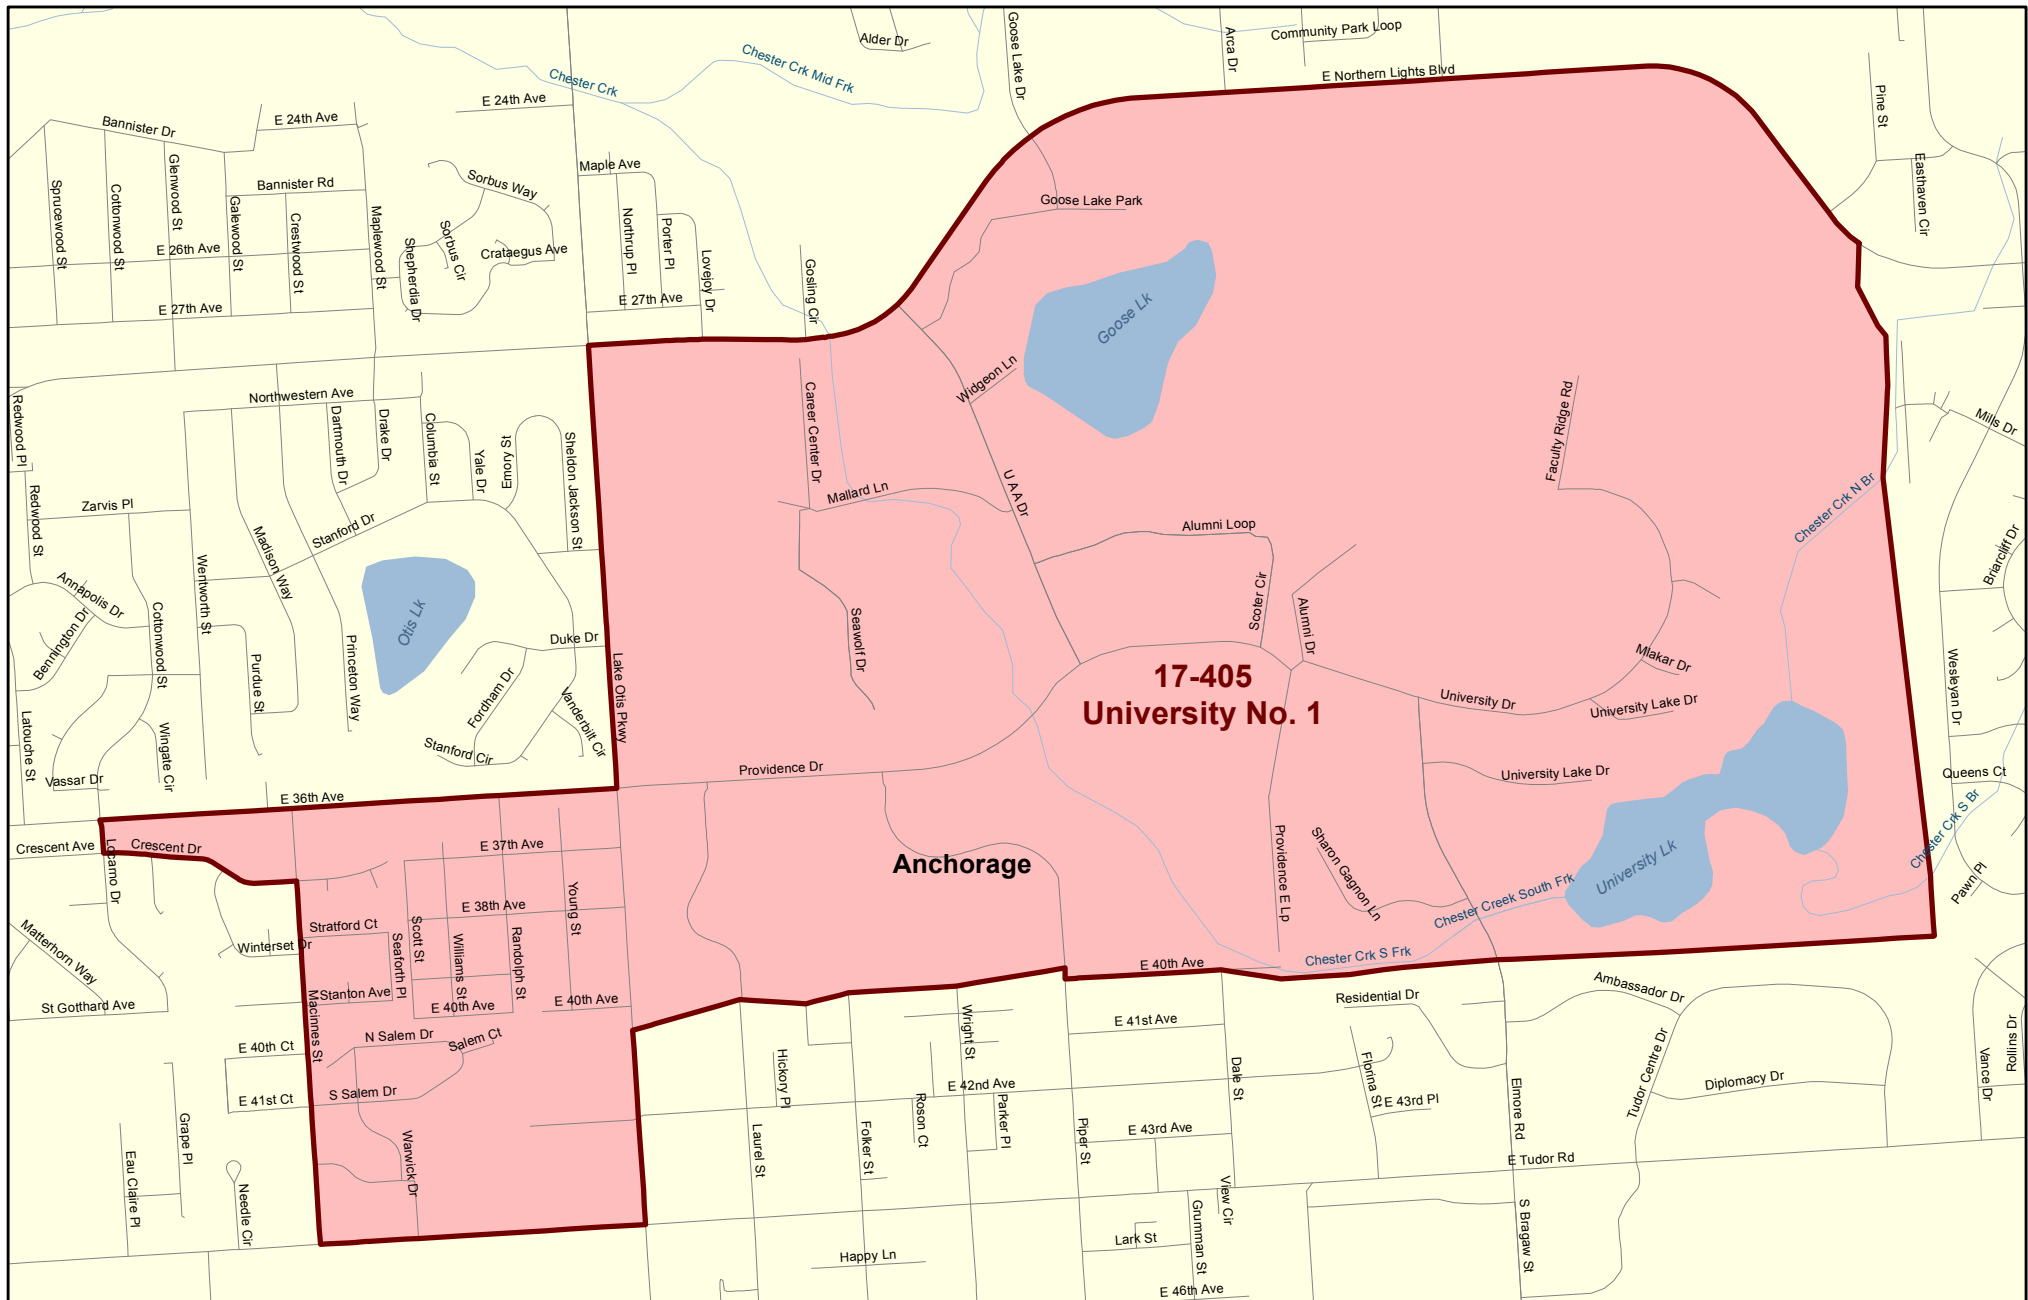 Alder Dr
Goose Lake Dr
Arca Dr
Community Park Loop
E Northern Lights Blvd
Chester Crk
Chester Crk Mid Frk
E 24th Ave
E 24th Ave
Bannister Dr
Pine St
Easthaven Cir
Maple Ave
Sprucewood St
Cottonwood St
Glenwood St
Galewood St
Bannister Rd
Crestwood St
Maplewood St
Sorbus Way
Sorbus Cir
Shepherdia Dr
Crataegus Ave
Northrup Pl
Porter Pl
Lovejoy Dr
Gosling Cir
Goose Lake Park
E 26th Ave
E 27th Ave
E 27th Ave
Goose Lk
Widgeon Ln
Career Center Dr
Northwestern Ave
Redwood Pl
Redwood St
Dartmouth Dr
Drake Dr
Columbia St
Yale Dr
Emory St
Sheldon Jackson St
Faculty Ridge Rd
Mills Dr
Zarvis Pl
Stanford Dr
Madison Way
Wentworth St
Mallard Ln
U A A Dr
Alumni Loop
Chester Crk N Br
Briarcliff Dr
Annapolis Dr
Bennington Dr
Cottonwood St
Otis Lk
Purdue St
Princeton Way
Duke Dr
Fordham Dr
Vanderbilt Cir
Stanford Cir
Lake Otis Pkwy
Seawolf Dr
Scooter Cir
Alumni Dr
Mlakar Dr
Wesleyan Dr
17-405
University No. 1
University Dr
University Lake Dr
Latouche St
Wingate Cir
Vassar Dr
E 36th Ave
Providence Dr
University Lake Dr
Queens Ct
Crescent Ave
Crescent Dr
Locarno Dr
E 37th Ave
Anchorage
Providence E Lp
Sharon Gagnon Ln
University Lk
Chester Crk S Br
Pawn Pl
Chester Creek South Frk
Young St
E 38th Ave
Stratford Ct
Scott St
Seaforth Pl
Williams St
Randolph St
Winterset Dr
Matterhorn Way
St Gotthard Ave
Macinnes St
Stanton Ave
E 40th Ave
E 40th Ave
E 40th Ave
Chester Crk S Frk
Residential Dr
Ambassador Dr
N Salem Dr
Salem Ct
E 40th Ct
E 41st Ct
S Salem Dr
Warwick Dr
Grape Pl
Eau Claire Pl
Needle Cir
Hickory Pl
Laurel St
Folker St
Roson Ct
Wright St
Parker Pl
E 41st Ave
E 42nd Ave
E 43rd Ave
Piper St
Dale St
Florina St
E 43rd Pl
Elmore Rd
Tudor Centre Dr
Diplomacy Dr
Vance Dr
Rollins Dr
E Tudor Rd
S Bragaw St
View Cir
Grumman St
Lark St
Happy Ln
E 46th Ave